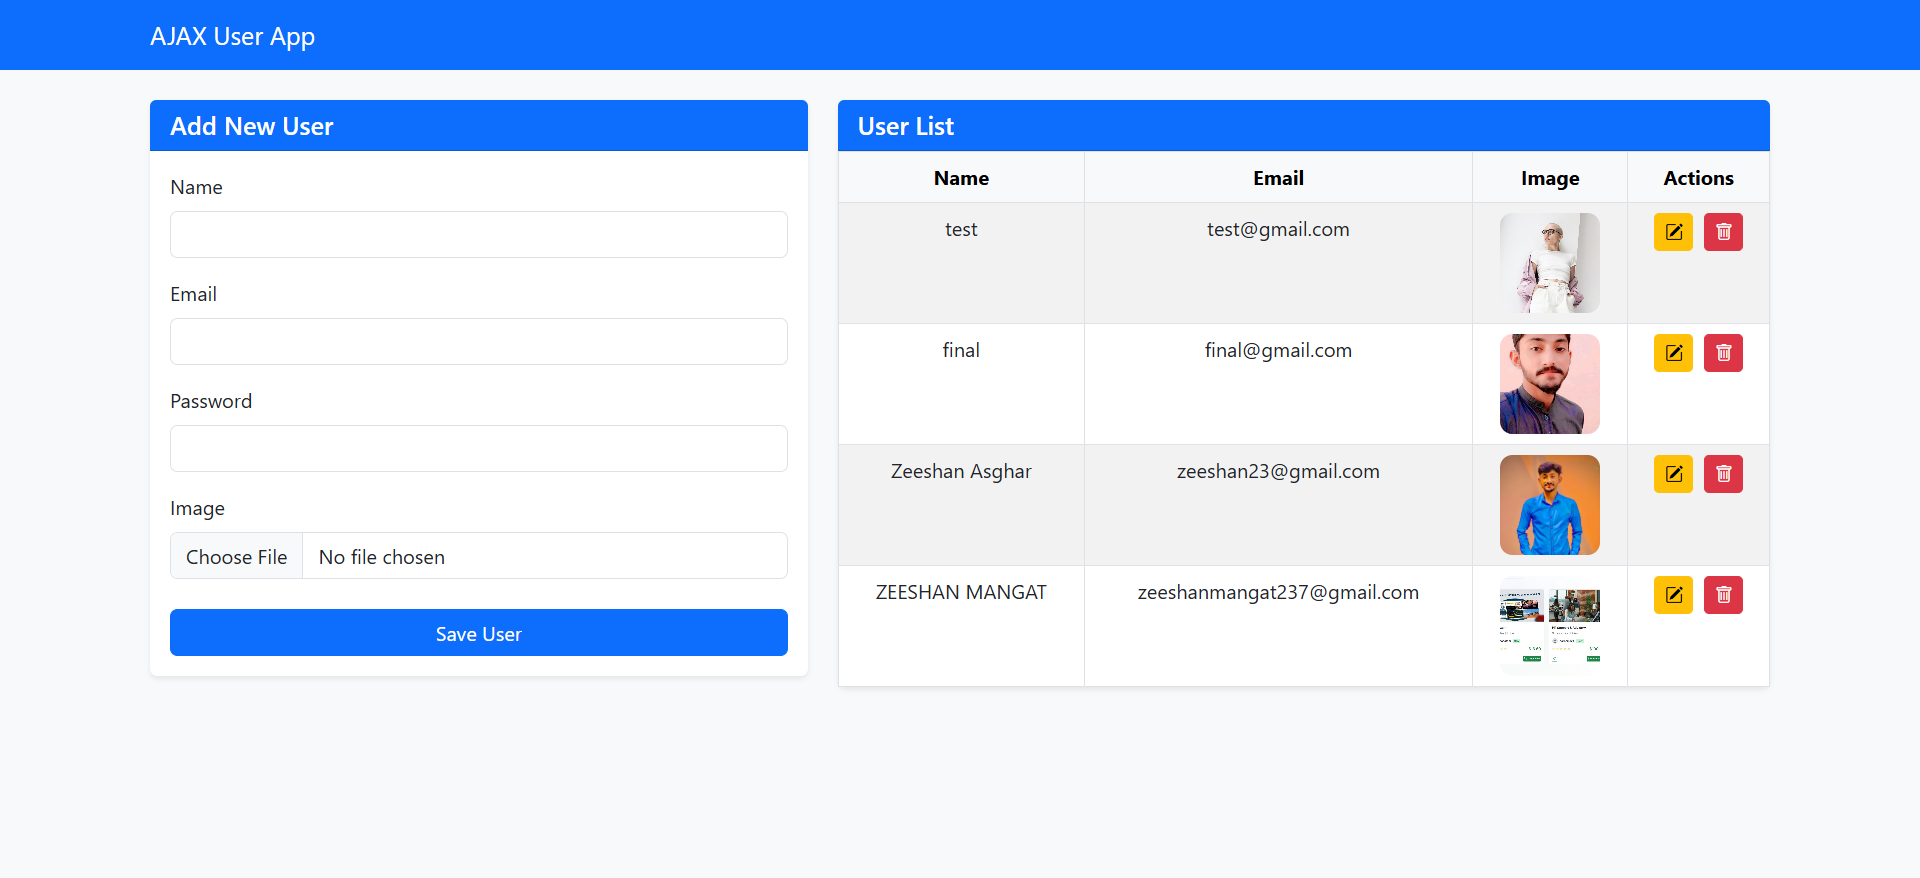 AJAX User App
Add New User
Name
Email
Password
Image
Choose File No file chosen
Save User
User List
Name Email Image Actions
test test@gmail.com
final final@gmail.com
Zeeshan Asghar zeeshan23@gmail.com
ZEESHAN MANGAT zeeshanmangat237@gmail.com